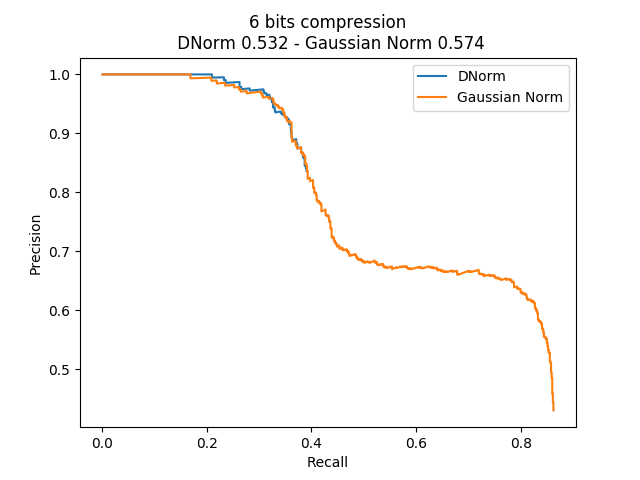 6 bits compression
DNorm 0.532 - Gaussian Norm 0.574
DNorm
Gaussian Norm
1.0
0.9
0.8
0.7
0.6
0.5
Precision
0.0 0.2 0.4 0.6 0.8
Recall